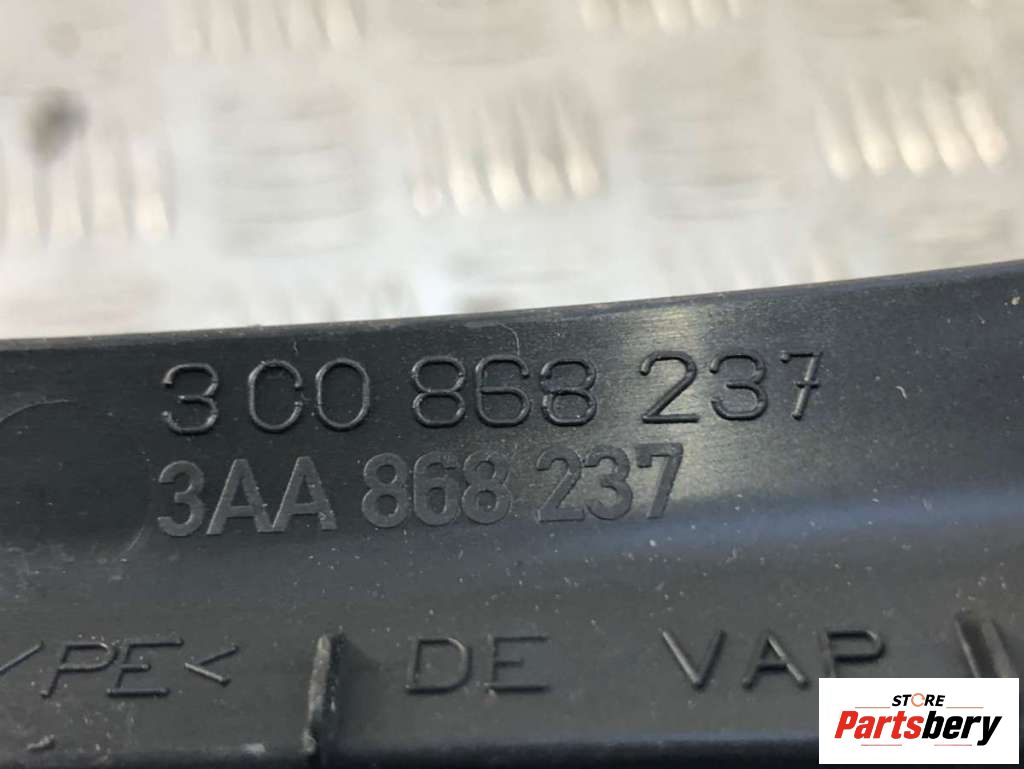 3C0 868 237
3AA 868 237
<PE< DE VAP
STORE
Partsbery